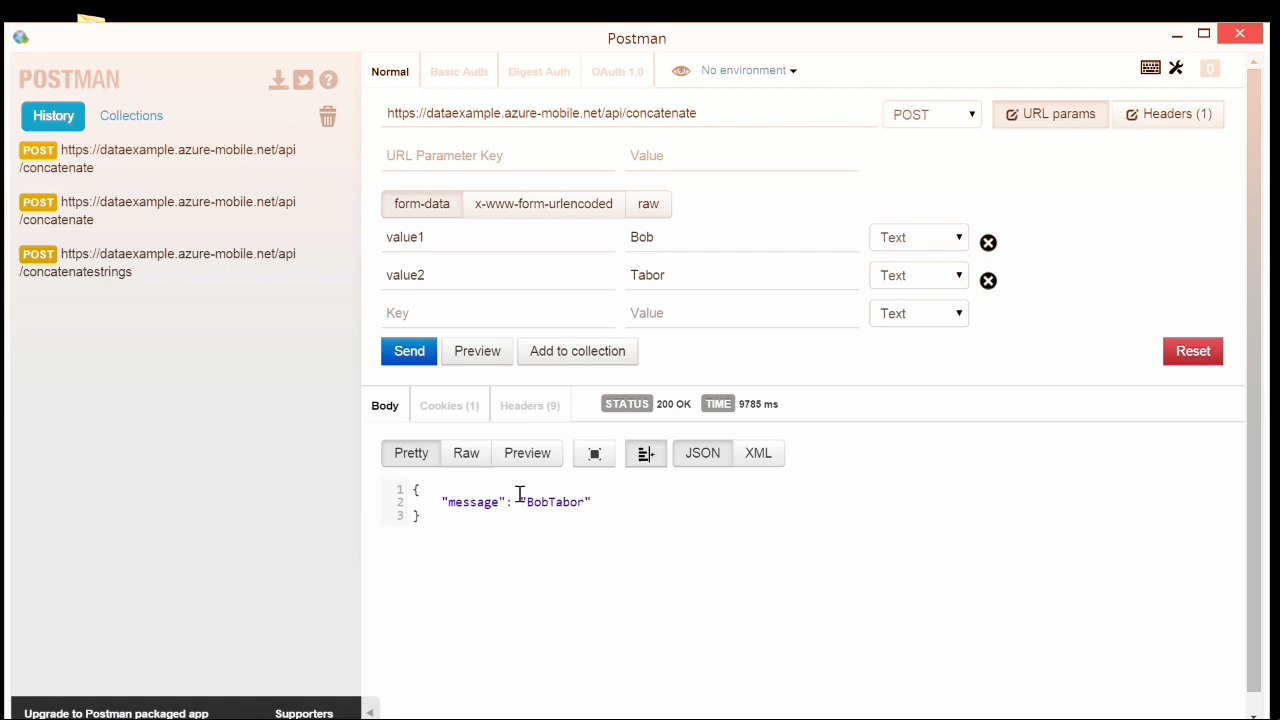 Postman
POSTMAN
History
Collections
POST https://dataexample.azure-mobile.net/api
/concatenate
POST https://dataexample.azure-mobile.net/api
/concatenate
POST https://dataexample.azure-mobile.net/api
/concatenatestrings
Upgrade to Postman packaged app
Supporters
Normal
Basic Auth
Digest Auth
OAuth 1.0
No environment
0
https://dataexample.azure-mobile.net/api/concatenate
POST
URL params
Headers (1)
URL Parameter Key
Value
form-data
x-www-form-urlencoded
raw
value1
Bob
Text
value2
Tabor
Text
Key
Value
Text
Send
Preview
Add to collection
Reset
Body
Cookies (1)
Headers (9)
STATUS 200 OK
TIME 9785 ms
Pretty
Raw
Preview
JSON
XML
1 {
2 "message": "BobTabor"
3 }